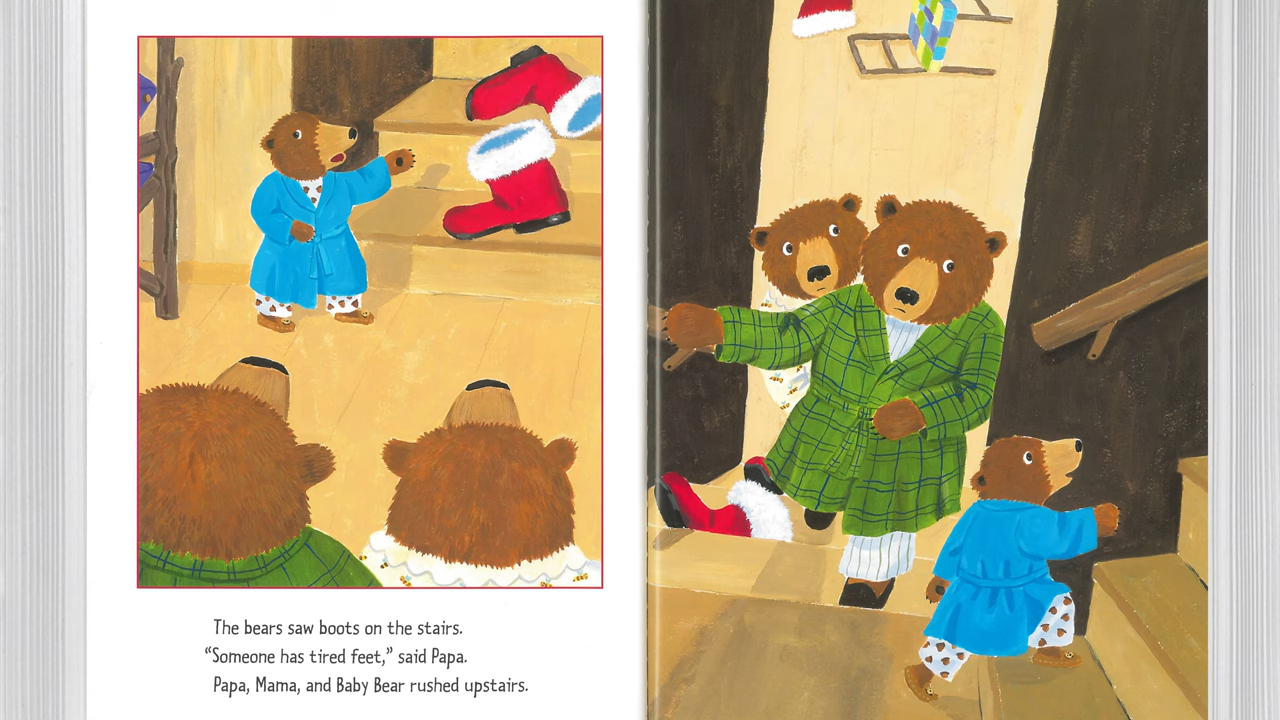 The bears saw boots on the stairs.
“Someone has tired feet,” said Papa.
Papa, Mama, and Baby Bear rushed upstairs.